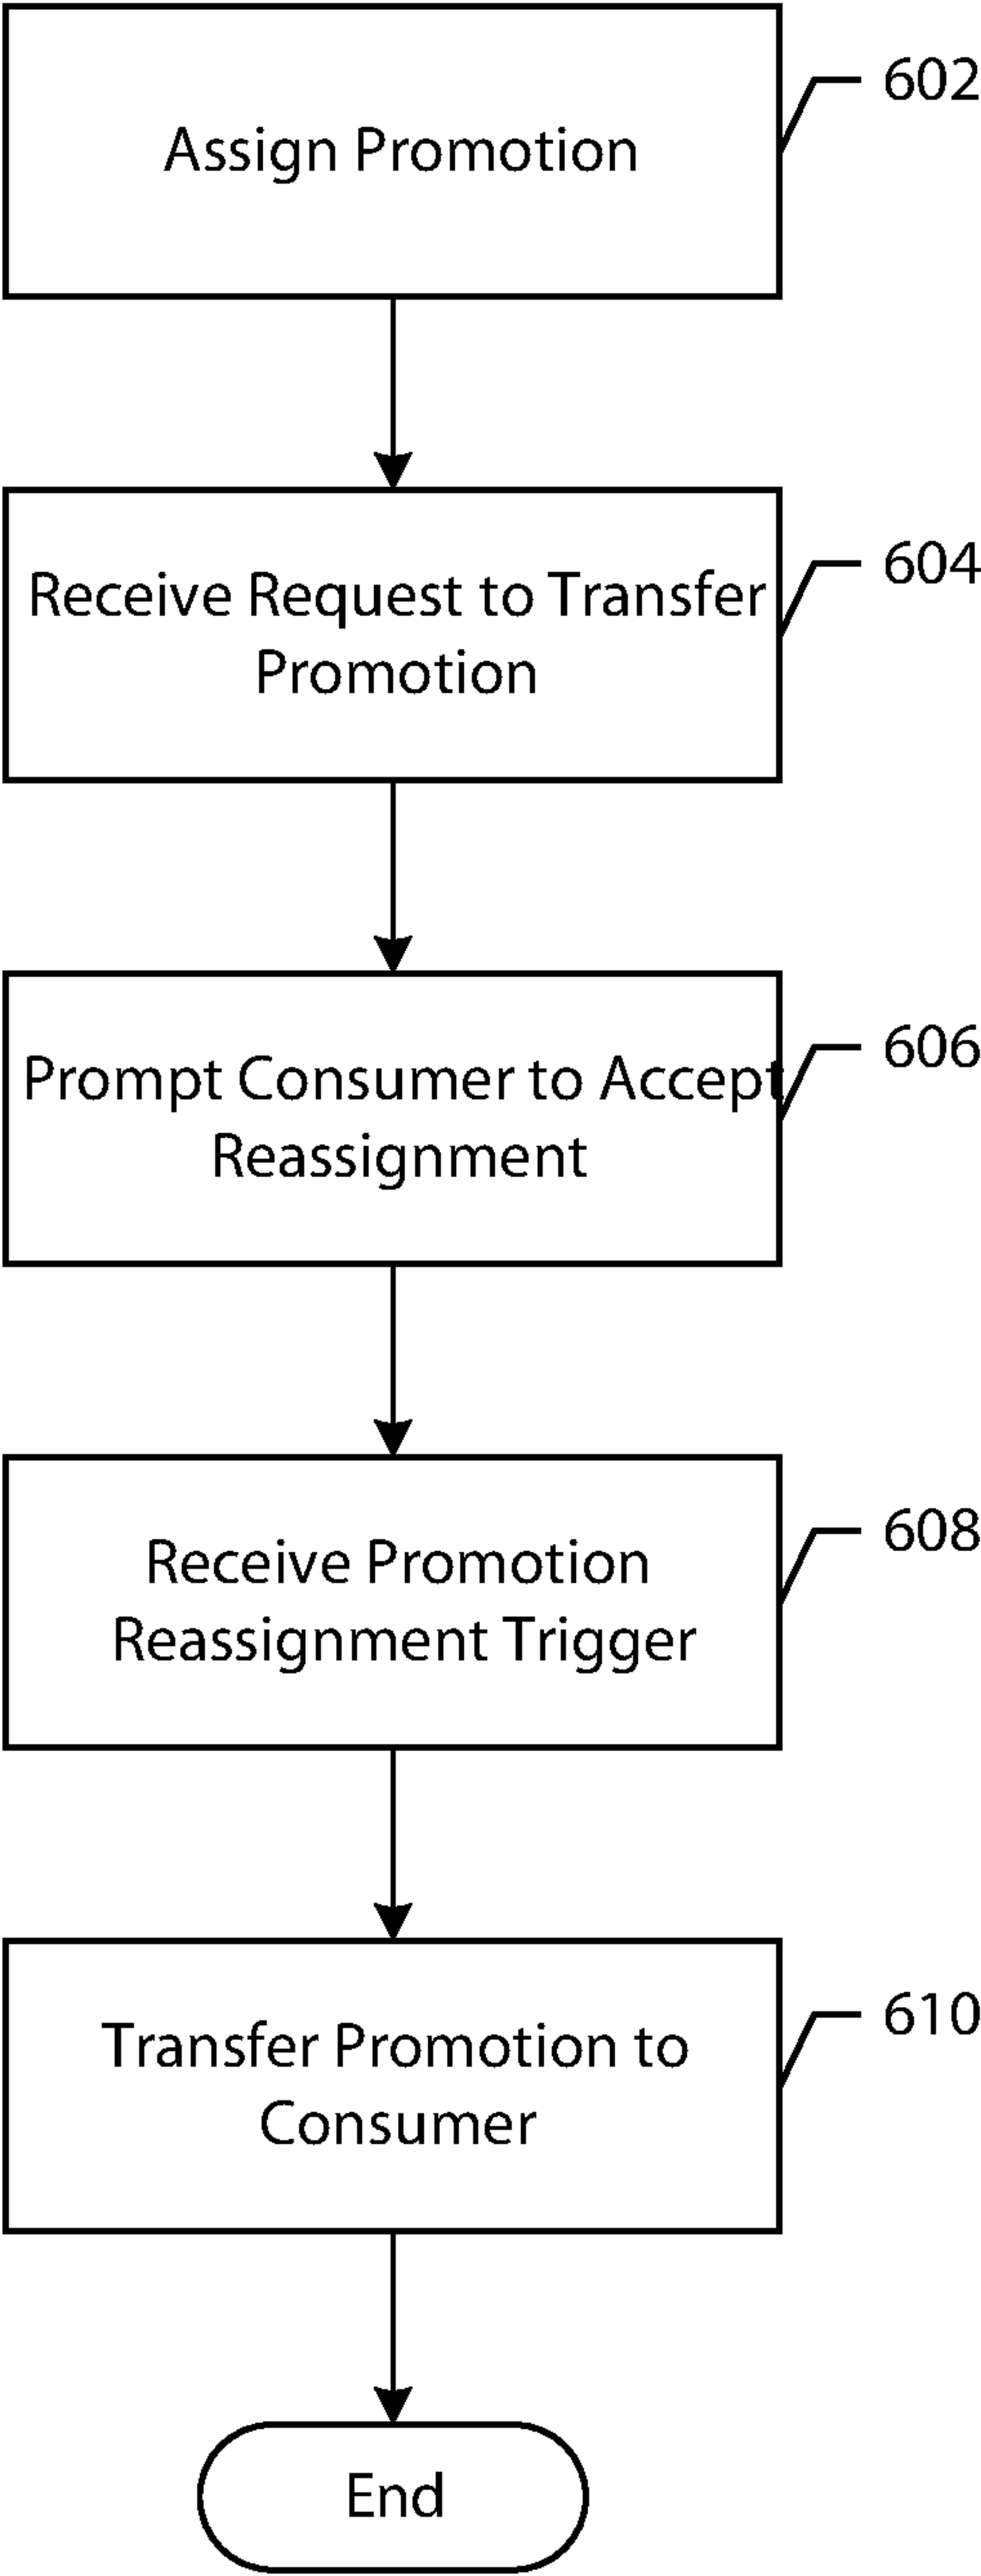 Assign Promotion
602
Receive Request to Transfer
Promotion
604
Prompt Consumer to Accept
Reassignment
606
Receive Promotion
Reassignment Trigger
608
Transfer Promotion to
Consumer
610
End